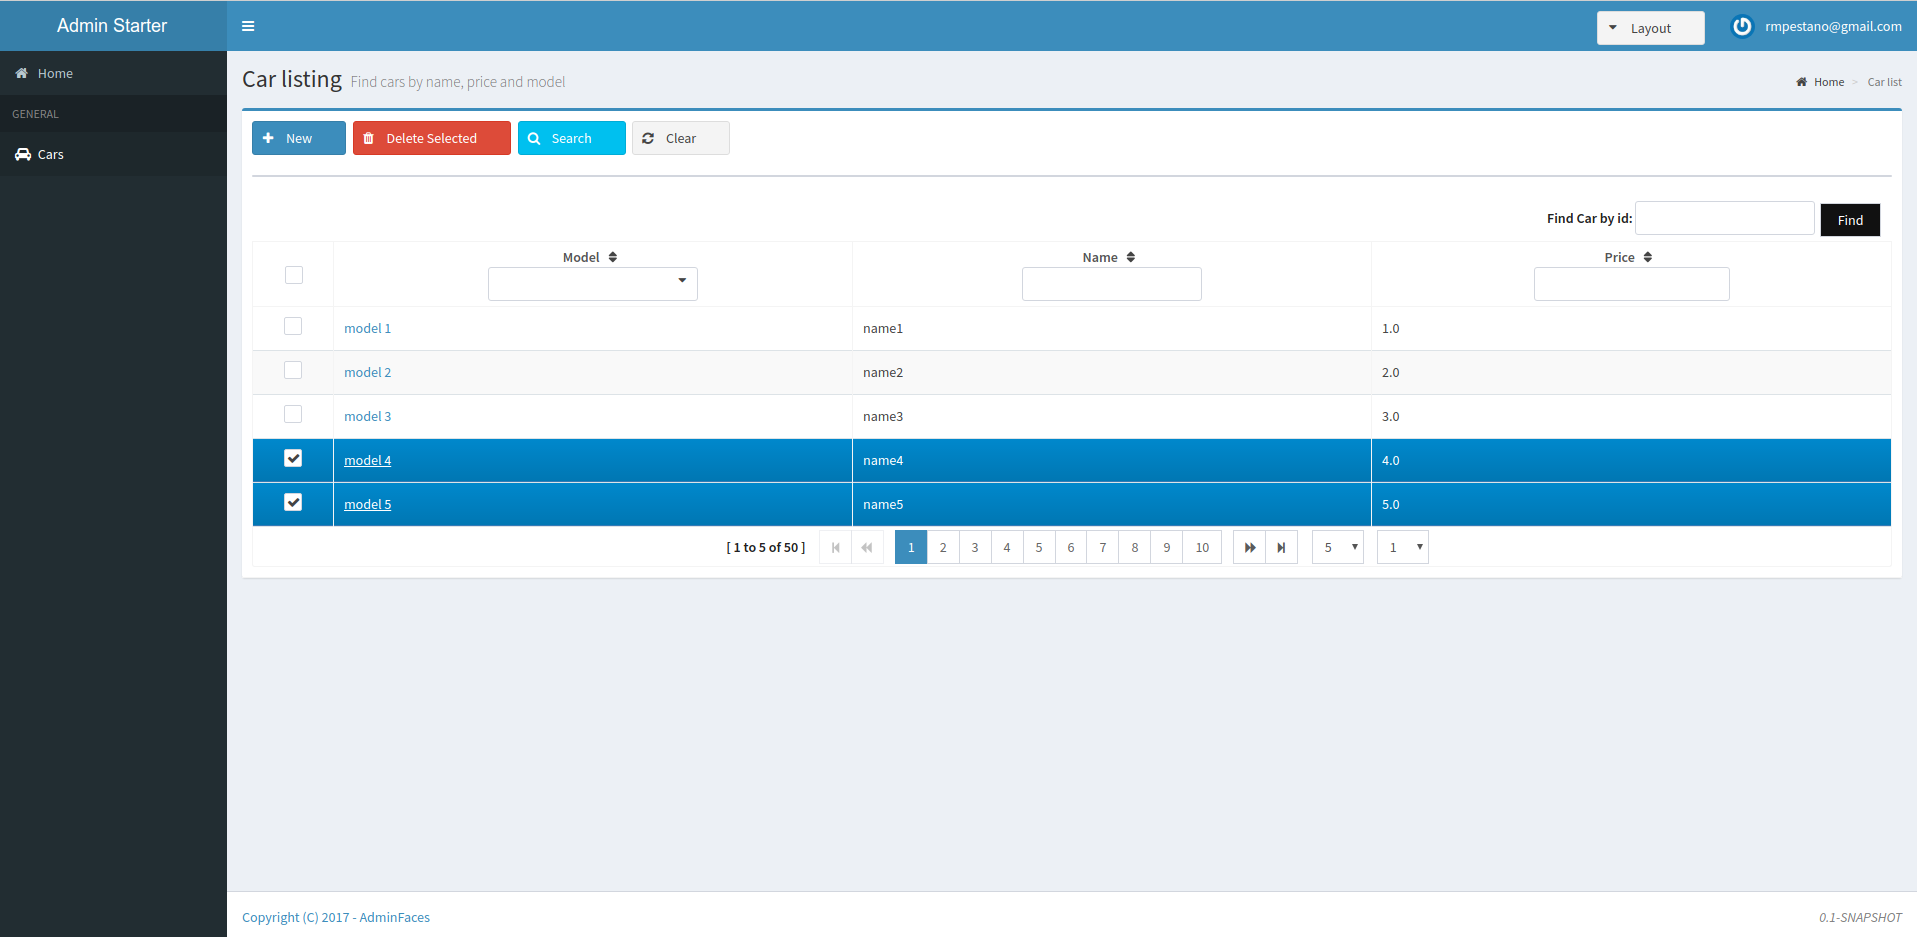 Admin Starter
Layout
rmpestano@gmail.com
Home
GENERAL
Cars
Car listing Find cars by name, price and model
Home > Car list
New Delete Selected Search Clear
Find Car by id: Find
Model Name Price
model 1 name1 1.0
model 2 name2 2.0
model 3 name3 3.0
model 4 name4 4.0
model 5 name5 5.0
[ 1 to 5 of 50 ] 1 2 3 4 5 6 7 8 9 10 5 1
Copyright (C) 2017 - AdminFaces
0.1-SNAPSHOT